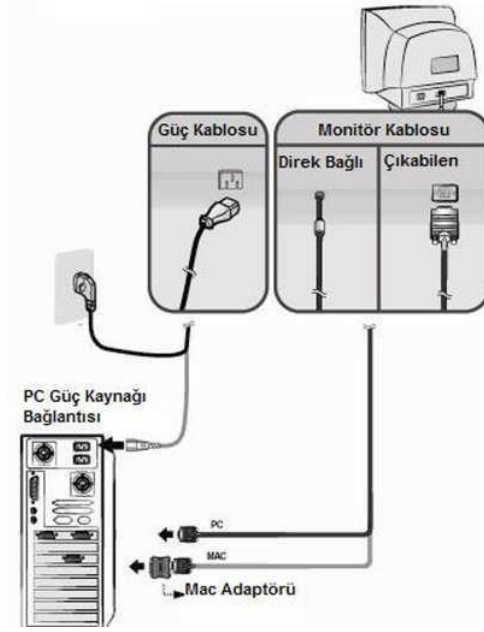 Güç Kablosu
Monitör Kablosu
Direk Bağlı
Çıkabilen
PC Güç Kaynağı
Bağlantısı
PC
MAC
Mac Adaptörü